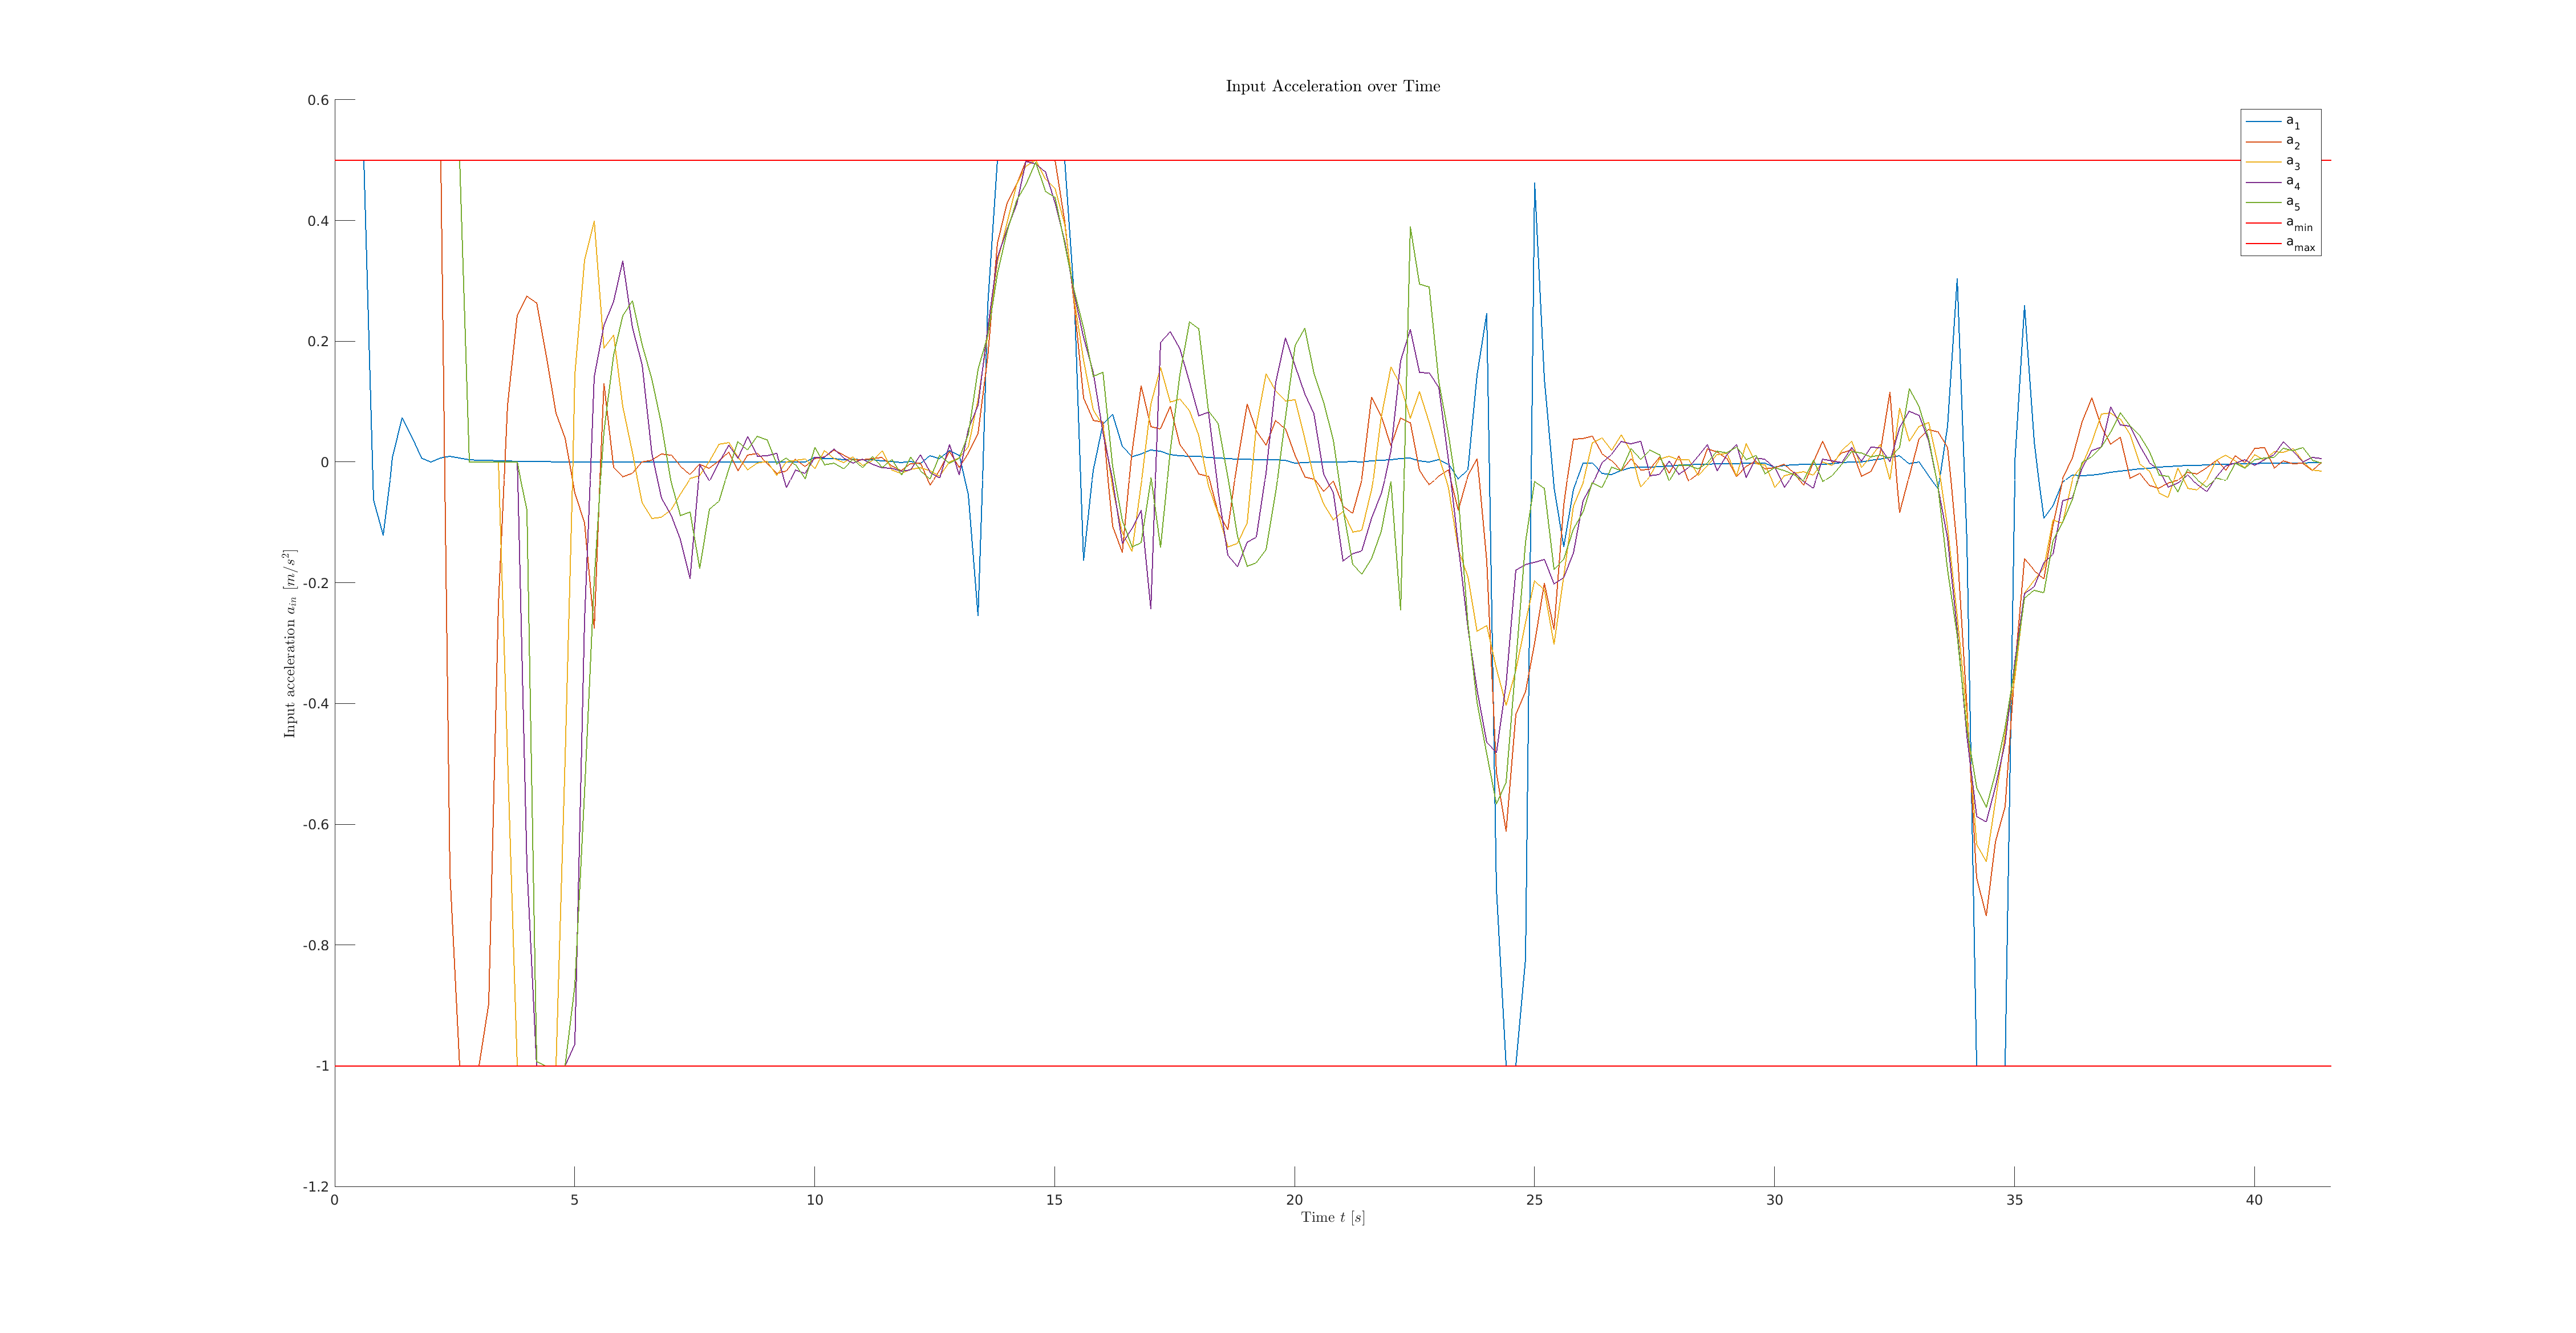 Input Acceleration over Time
0.6
0.4
0.2
0
-0.2
-0.4
-0.6
-0.8
-1
-1.2
Input acceleration a_in [m/s^2]
a_1
a_2
a_3
a_4
a_5
a_min
a_max
0 5 10 15 20 25 30 35 40
Time t [s]